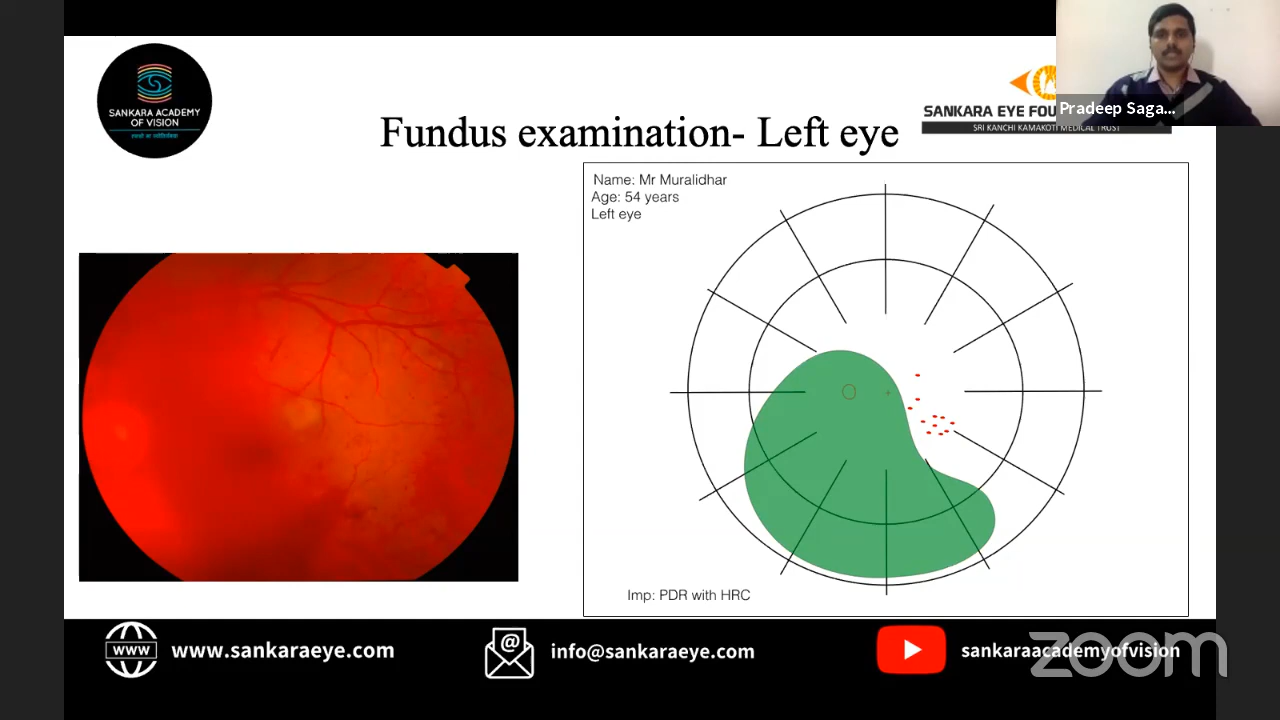 SANKARA ACADEMY
OF VISION
Fundus examination- Left eye
SANKARA EYE FOU
SRI KANCHI KAMAKOTI MEDICAL TRUST
Pradeep Saga...
Name: Mr Muralidhar
Age: 54 years
Left eye
Imp: PDR with HRC
www
www.sankaraeye.com
@
info@sankaraeye.com
sankaraacademyofvision
zoom